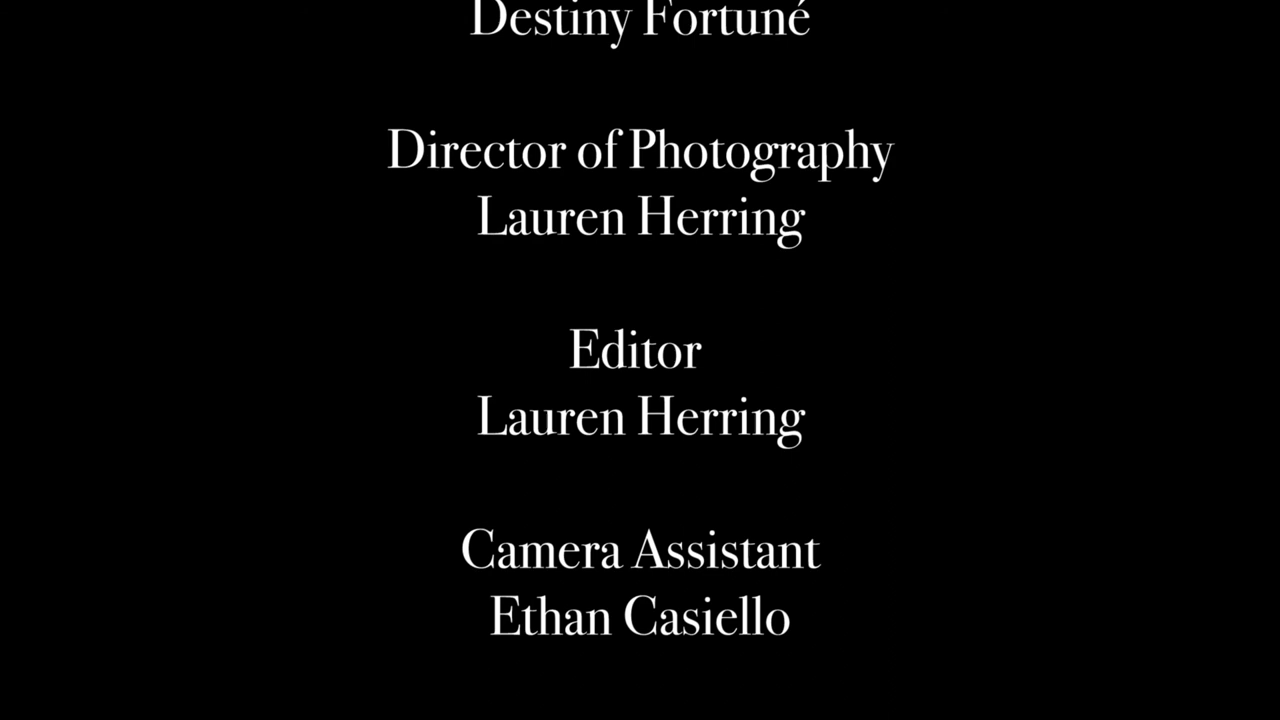 Destiny Fortuné
Director of Photography
Lauren Herring
Editor
Lauren Herring
Camera Assistant
Ethan Casiello